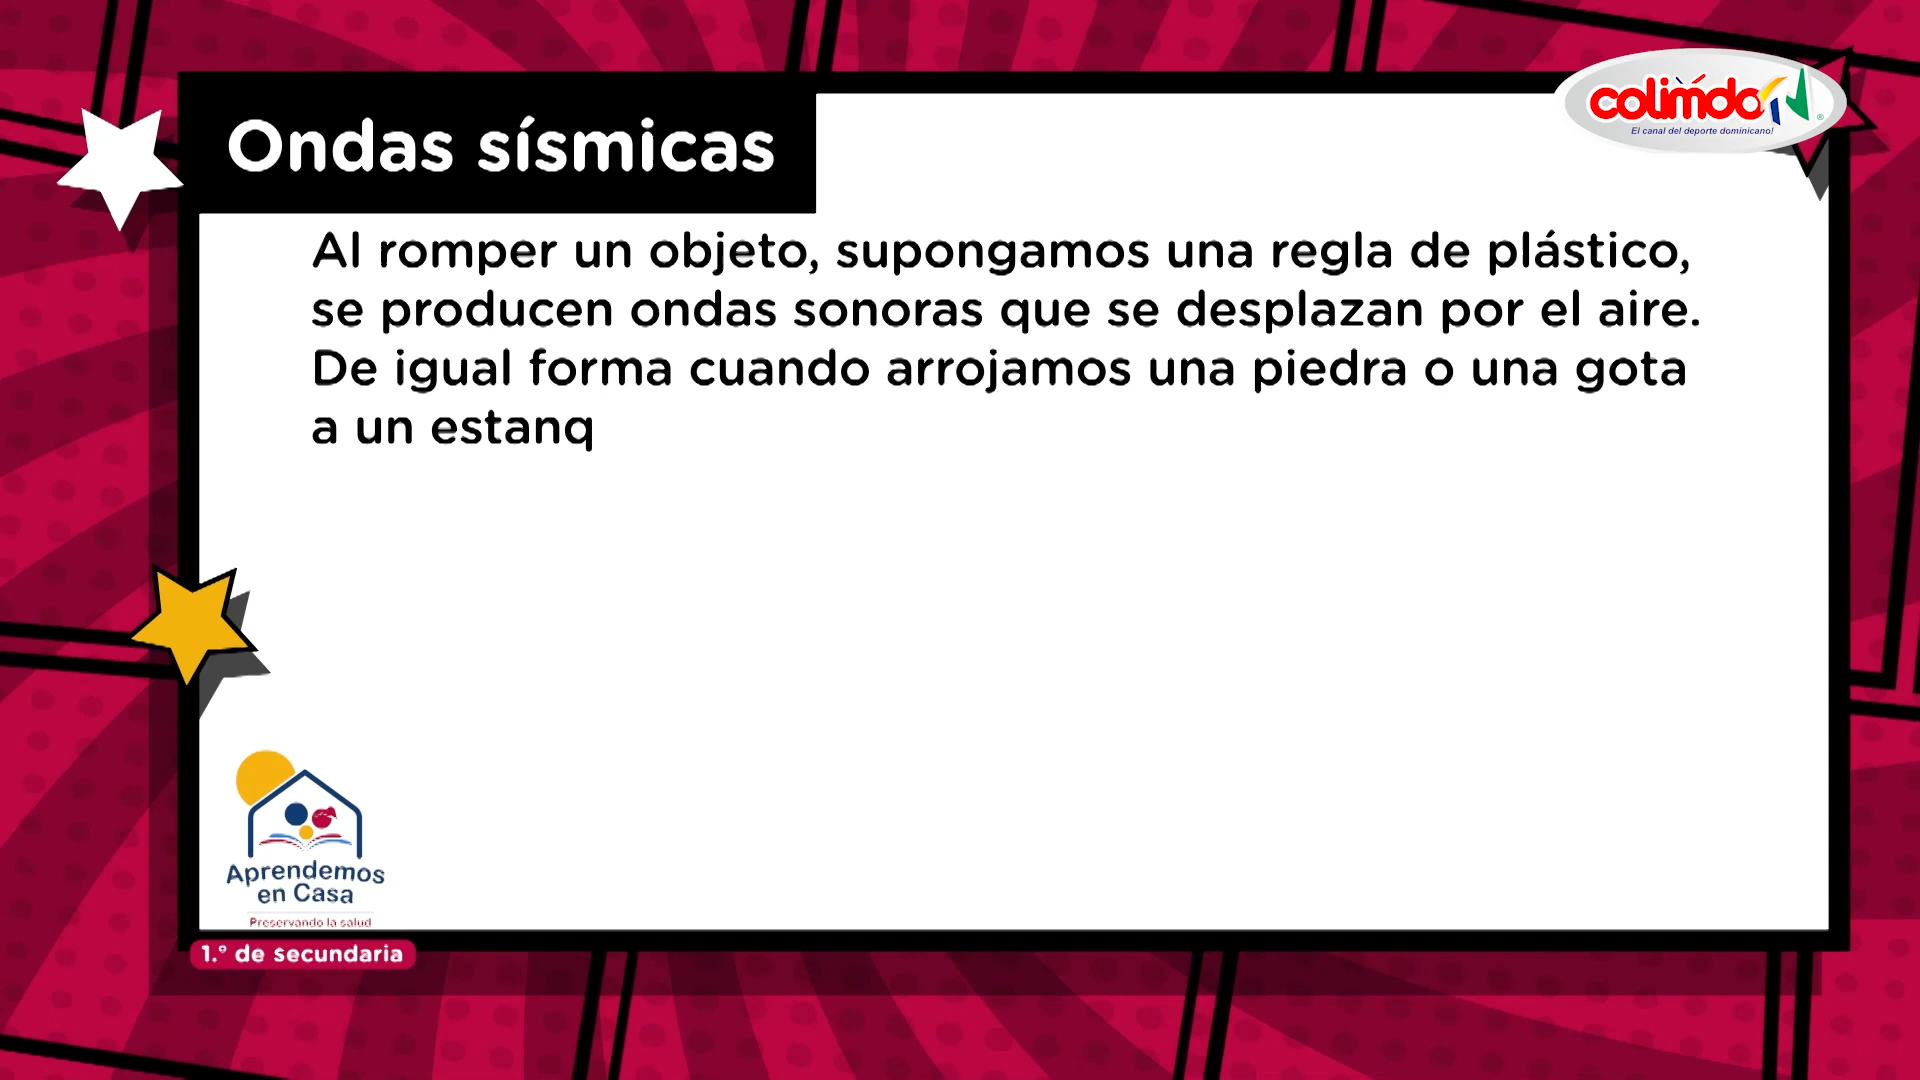 colimdo
El canal del deporte dominicano!
Ondas sísmicas
Al romper un objeto, supongamos una regla de plástico,
se producen ondas sonoras que se desplazan por el aire.
De igual forma cuando arrojamos una piedra o una gota
a un estanq
Aprendemos
en Casa
Preservando la salud
1.° de secundaria